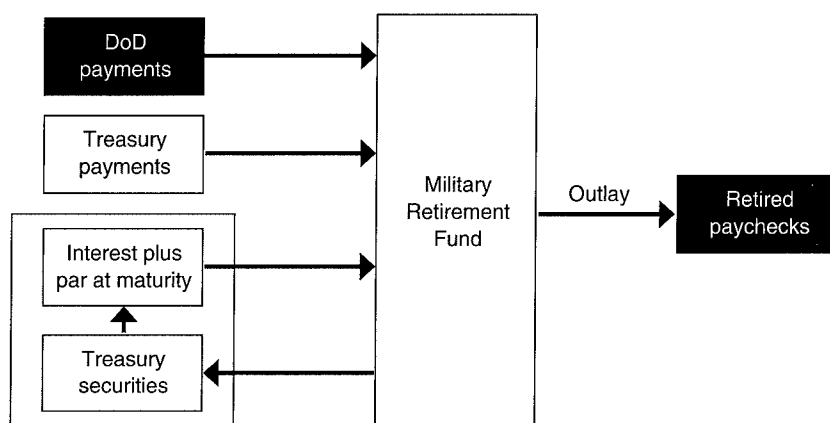 DoD
payments
Treasury
payments
Interest plus
par at maturity
Treasury
securities
Military
Retirement
Fund
Outlay
Retired
paychecks